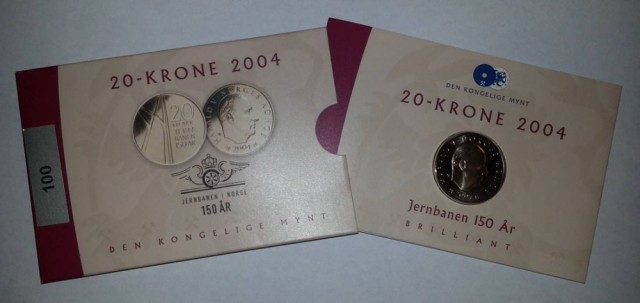 20-KRONE 2004
20
JERNBANEN I NORGE
150 ÅR
DEN KONGELIGE MYNT
100
DEN KONGELIGE MYNT
20-KRONE 2004
Jernbanen 150 År
BRILLIANT